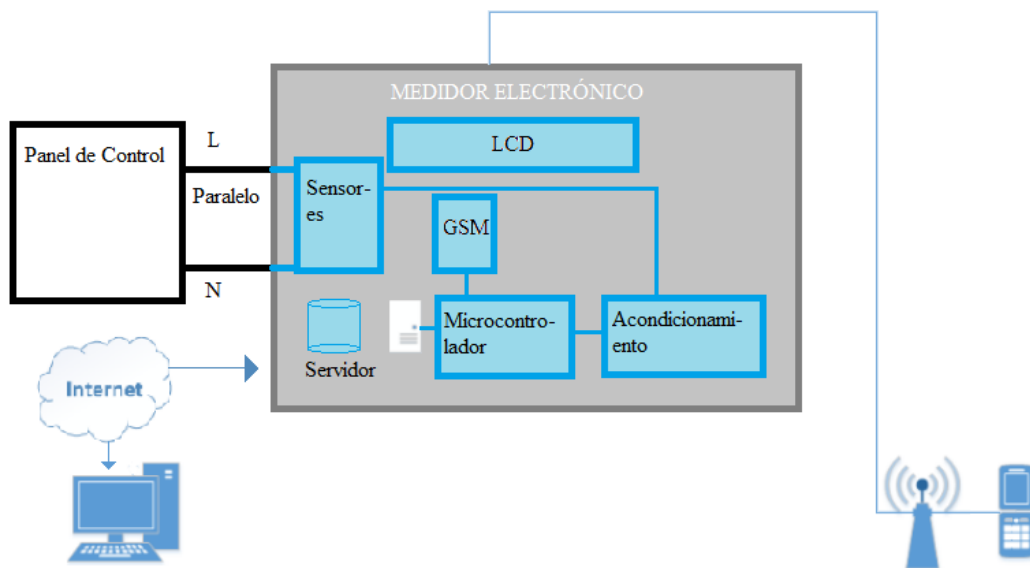 MEDIDOR ELECTRÓNICO
LCD
Panel de Control
L
Paralelo
N
Sensor-
es
GSM
Microcontro-
lador
Acondicionami-
ento
Servidor
Internet